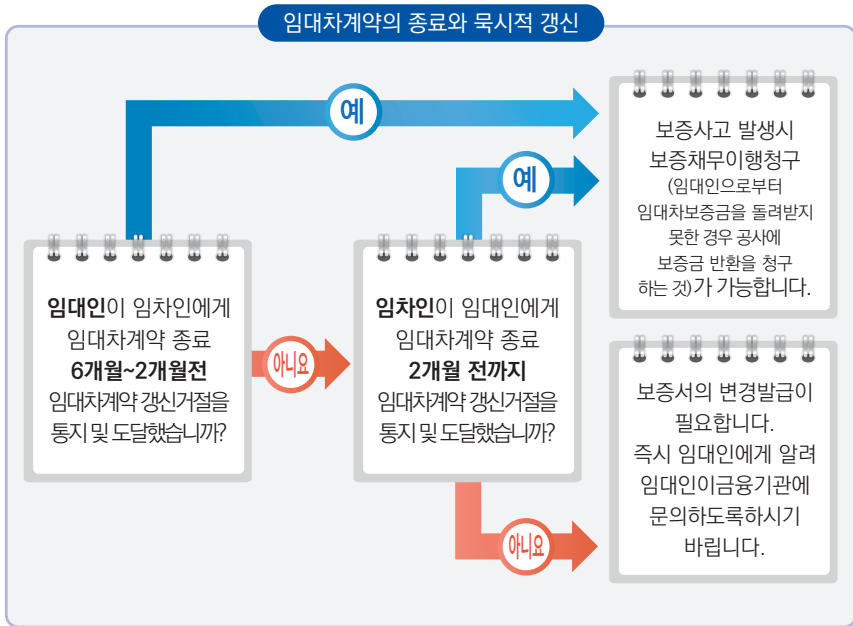 임대차계약의 종료와 묵시적 갱신
예
예
보증사고 발생시
보증채무이행청구
(임대인으로부터
임대차보증금을 돌려받지
못한 경우 공사에
보증금 반환을 청구
하는 것)가 가능합니다.
임대인이 임차인에게
임대차계약 종료
6개월~2개월전
임대차계약 갱신거절을
통지 및 도달했습니까?
아니요
임차인이 임대인에게
임대차계약 종료
2개월 전까지
임대차계약 갱신거절을
통지 및 도달했습니까?
아니요
보증서의 변경발급이
필요합니다.
즉시 임대인에게 알려
임대인이금융기관에
문의하도록하시기
바립니다.